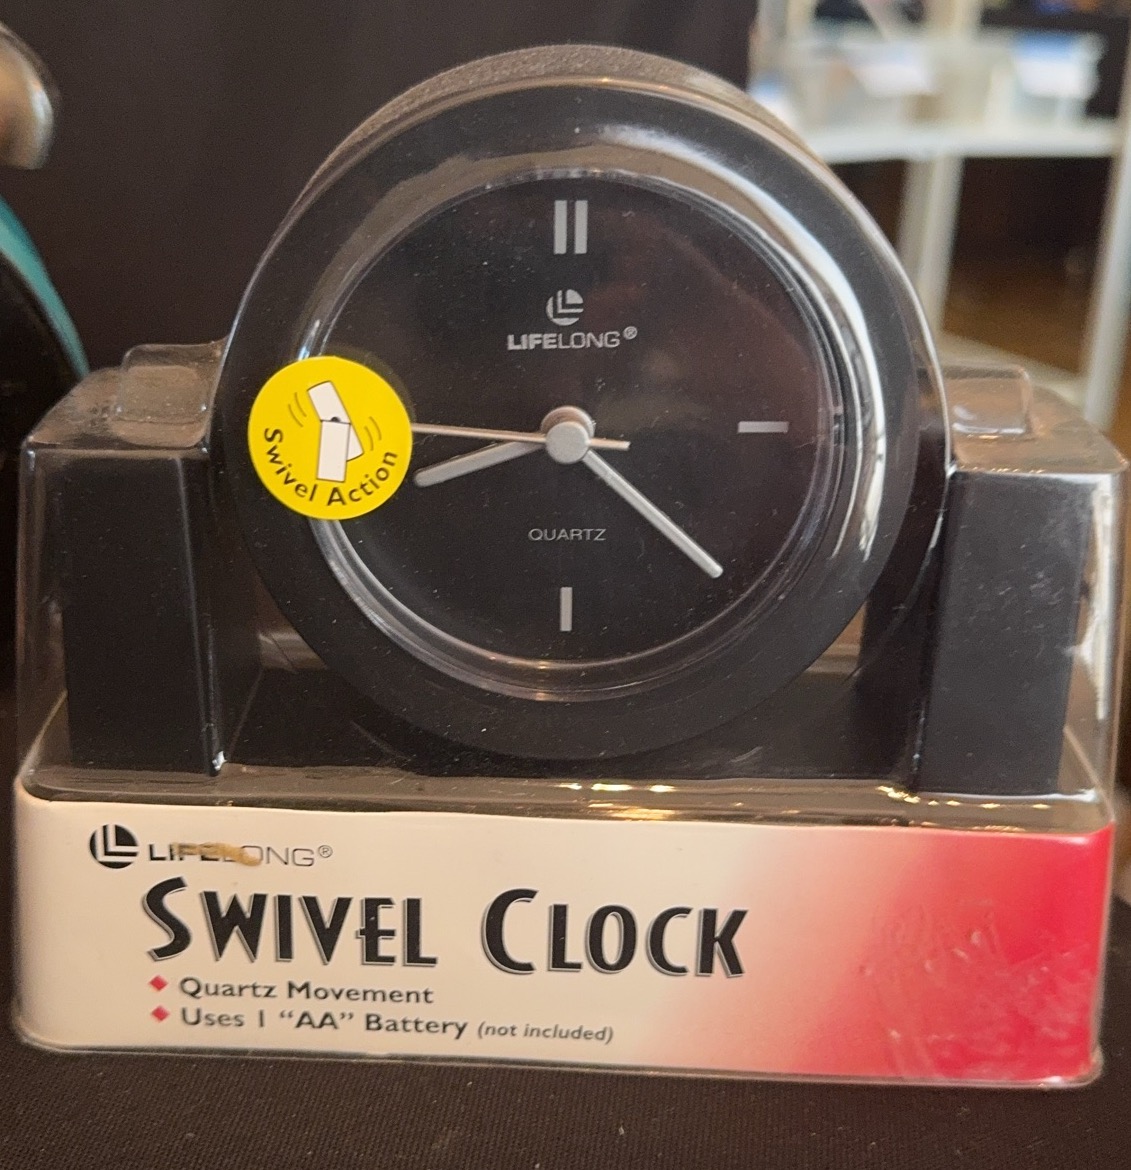 LIFELONG®
Swivel Action
QUARTZ
LIFELONG®
SWIVEL CLOCK
Quartz Movement
Uses 1 “AA” Battery (not included)